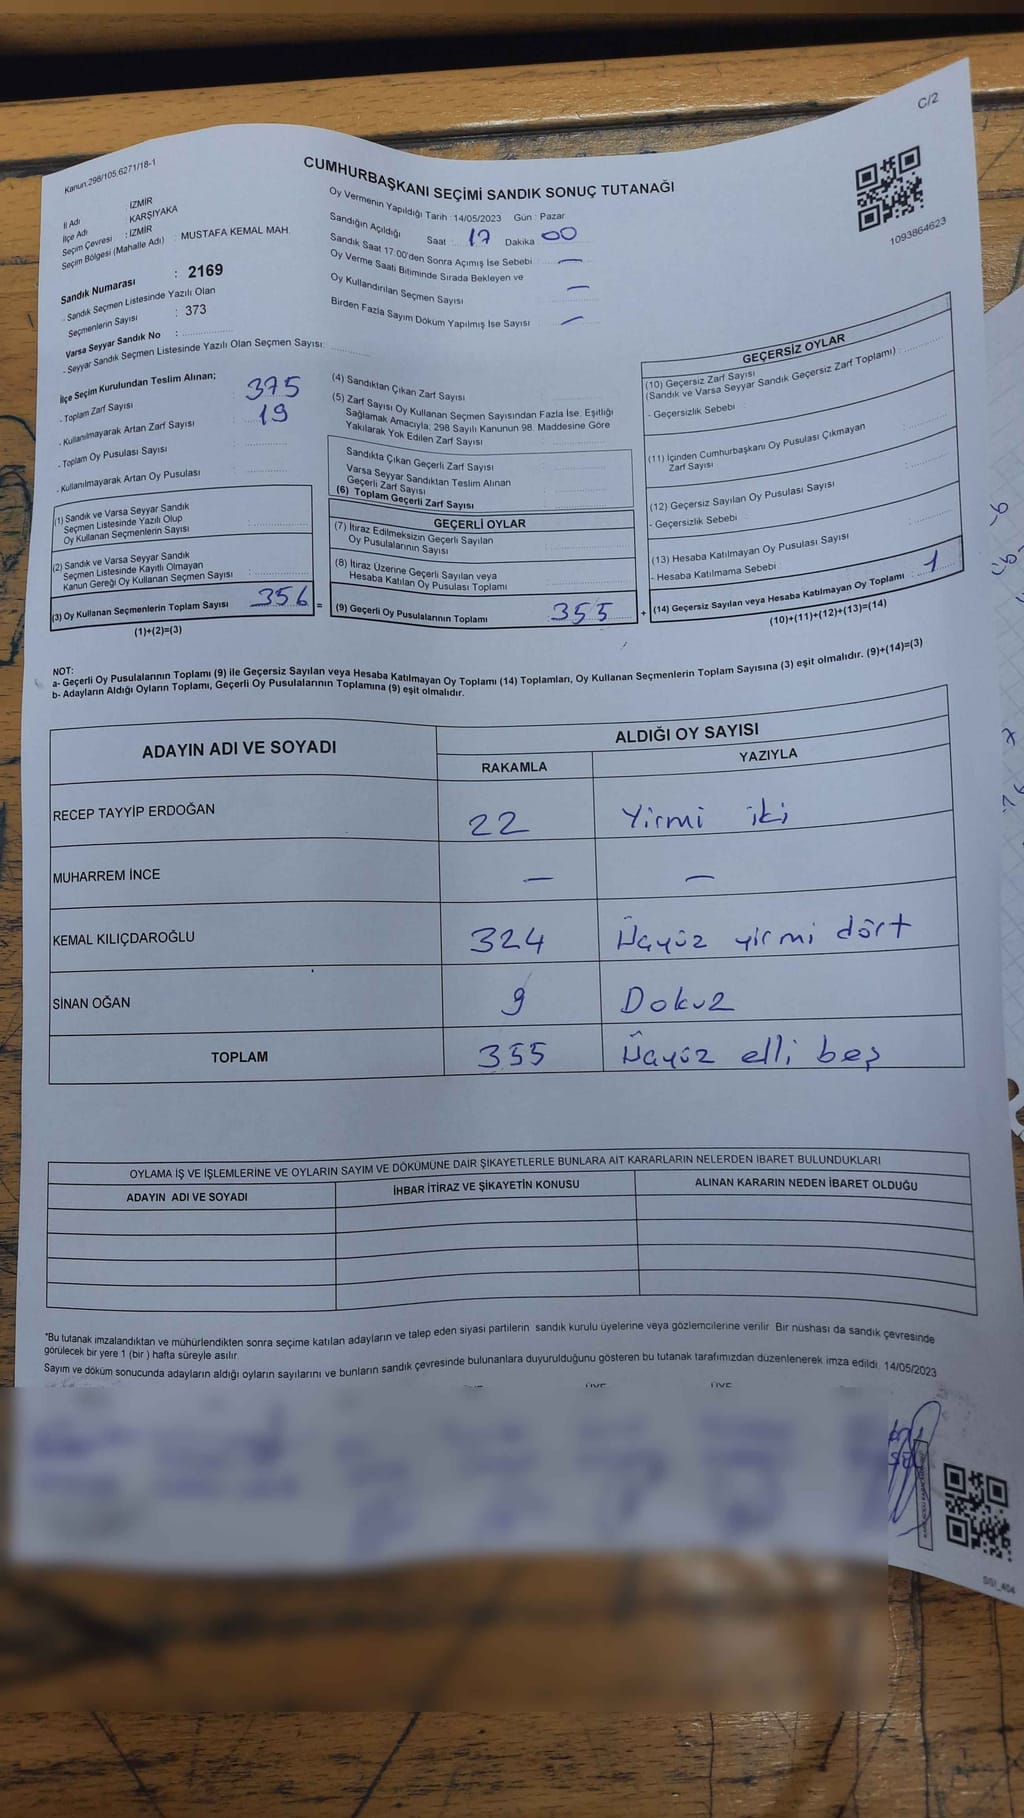 C/2
Kanun.298/105;6271/18-1
CUMHURBAŞKANI SEÇİMİ SANDIK SONUÇ TUTANAĞI
1093864623
İl Adı : İZMİR
İlçe Adı : KARŞIYAKA
Seçim Çevresi : İZMİR
Seçim Bölgesi (Mahalle Adı) : MUSTAFA KEMAL MAH.
Sandık Numarası : 2169
- Sandık Seçmen Listesinde Yazılı Olan
Seçmenlerin Sayısı : 373
Varsa Seyyar Sandık No :
- Seyyar Sandık Seçmen Listesinde Yazılı Olan Seçmen Sayısı:
Oy Vermenin Yapıldığı Tarih : 14/05/2023 Gün : Pazar
Sandığın Açıldığı Saat : 17 Dakika 00
Sandık Saat 17:00'den Sonra Açımış İse Sebebi : —
Oy Verme Saati Bitiminde Sırada Bekleyen ve
Oy Kullandırılan Seçmen Sayısı : —
Birden Fazla Sayım Döküm Yapılmış İse Sayısı : —
İlçe Seçim Kurulundan Teslim Alınan;
- Toplam Zarf Sayısı : 375
- Kullanılmayarak Artan Zarf Sayısı : 19
- Toplam Oy Pusulası Sayısı :
- Kullanılmayarak Artan Oy Pusulası :
(1) Sandık ve Varsa Seyyar Sandık
Seçmen Listesinde Yazılı Olup
Oy Kullanan Seçmenlerin Sayısı :
(2) Sandık ve Varsa Seyyar Sandık
Seçmen Listesinde Kayıtlı Olmayan
Kanun Gereği Oy Kullanan Seçmen Sayısı :
(3) Oy Kullanan Seçmenlerin Toplam Sayısı 356 =
(1)+(2)=(3)
(4) Sandıktan Çıkan Zarf Sayısı
(5) Zarf Sayısı Oy Kullanan Seçmen Sayısından Fazla İse, Eşitliği
Sağlamak Amacıyla; 298 Sayılı Kanunun 98. Maddesine Göre
Yakılarak Yok Edilen Zarf Sayısı
Sandıkta Çıkan Geçerli Zarf Sayısı
Varsa Seyyar Sandıktan Teslim Alınan
Geçerli Zarf Sayısı
(6) Toplam Geçerli Zarf Sayısı
GEÇERLİ OYLAR
(7) İtiraz Edilmeksizin Geçerli Sayılan
Oy Pusulalarının Sayısı
(8) İtiraz Üzerine Geçerli Sayılan veya
Hesaba Katılan Oy Pusulası Toplamı
(9) Geçerli Oy Pusulalarının Toplamı : 355 +
GEÇERSİZ OYLAR
(10) Geçersiz Zarf Sayısı
(Sandık ve Varsa Seyyar Sandık Geçersiz Zarf Toplamı) :
- Geçersizlik Sebebi :
(11) İçinden Cumhurbaşkanı Oy Pusulası Çıkmayan
Zarf Sayısı
(12) Geçersiz Sayılan Oy Pusulası Sayısı
- Geçersizlik Sebebi :
(13) Hesaba Katılmayan Oy Pusulası Sayısı
- Hesaba Katılmama Sebebi :
(14) Geçersiz Sayılan veya Hesaba Katılmayan Oy Toplamı : 1
(10)+(11)+(12)+(13)=(14)
NOT:
a- Geçerli Oy Pusulalarının Toplamı (9) ile Geçersiz Sayılan veya Hesaba Katılmayan Oy Toplamı (14) Toplamları, Oy Kullanan Seçmenlerin Toplam Sayısına (3) eşit olmalıdır. (9)+(14)=(3)
b- Adayların Aldığı Oyların Toplamı, Geçerli Oy Pusulalarının Toplamına (9) eşit olmalıdır.
ADAYIN ADI VE SOYADI
ALDIĞI OY SAYISI
RAKAMLA YAZIYLA
RECEP TAYYİP ERDOĞAN 22 Yirmi iki
MUHARREM İNCE — —
KEMAL KILIÇDAROĞLU 324 Üçyüz yirmi dört
SİNAN OĞAN 9 Dokuz
TOPLAM 355 Üçyüz elli beş
OYLAMA İŞ VE İŞLEMLERİNE VE OYLARIN SAYIM VE DÖKÜMÜNE DAİR ŞİKAYETLERLE BUNLARA AİT KARARLARIN NELERDEN İBARET BULUNDUKLARI
ADAYIN ADI VE SOYADI İHBAR İTİRAZ VE ŞİKAYETİN KONUSU ALINAN KARARIN NEDEN İBARET OLDUĞU
*Bu tutanak imzalandıktan ve mühürlendikten sonra seçime katılan adayların ve talep eden siyasi partilerin sandık kurulu üyelerine veya gözlemcilerine verilir. Bir nüshası da sandık çevresinde
görülecek bir yere 1 (bir ) hafta süreyle asılır.
Sayım ve döküm sonucunda adayların aldığı oyların sayılarını ve bunların sandık çevresinde bulunanlara duyurulduğunu gösteren bu tutanak tarafımızdan düzenlenerek imza edildi. 14/05/2023